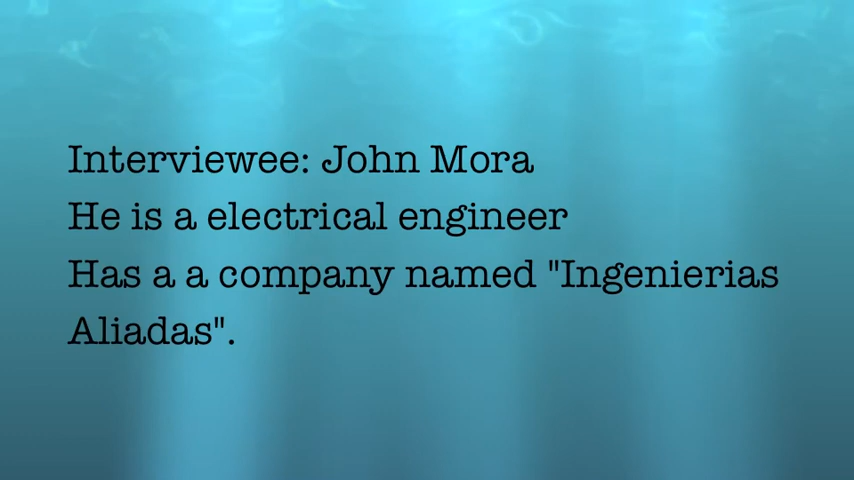 Interviewee: John Mora
He is a electrical engineer
Has a a company named "Ingenierias
Aliadas".